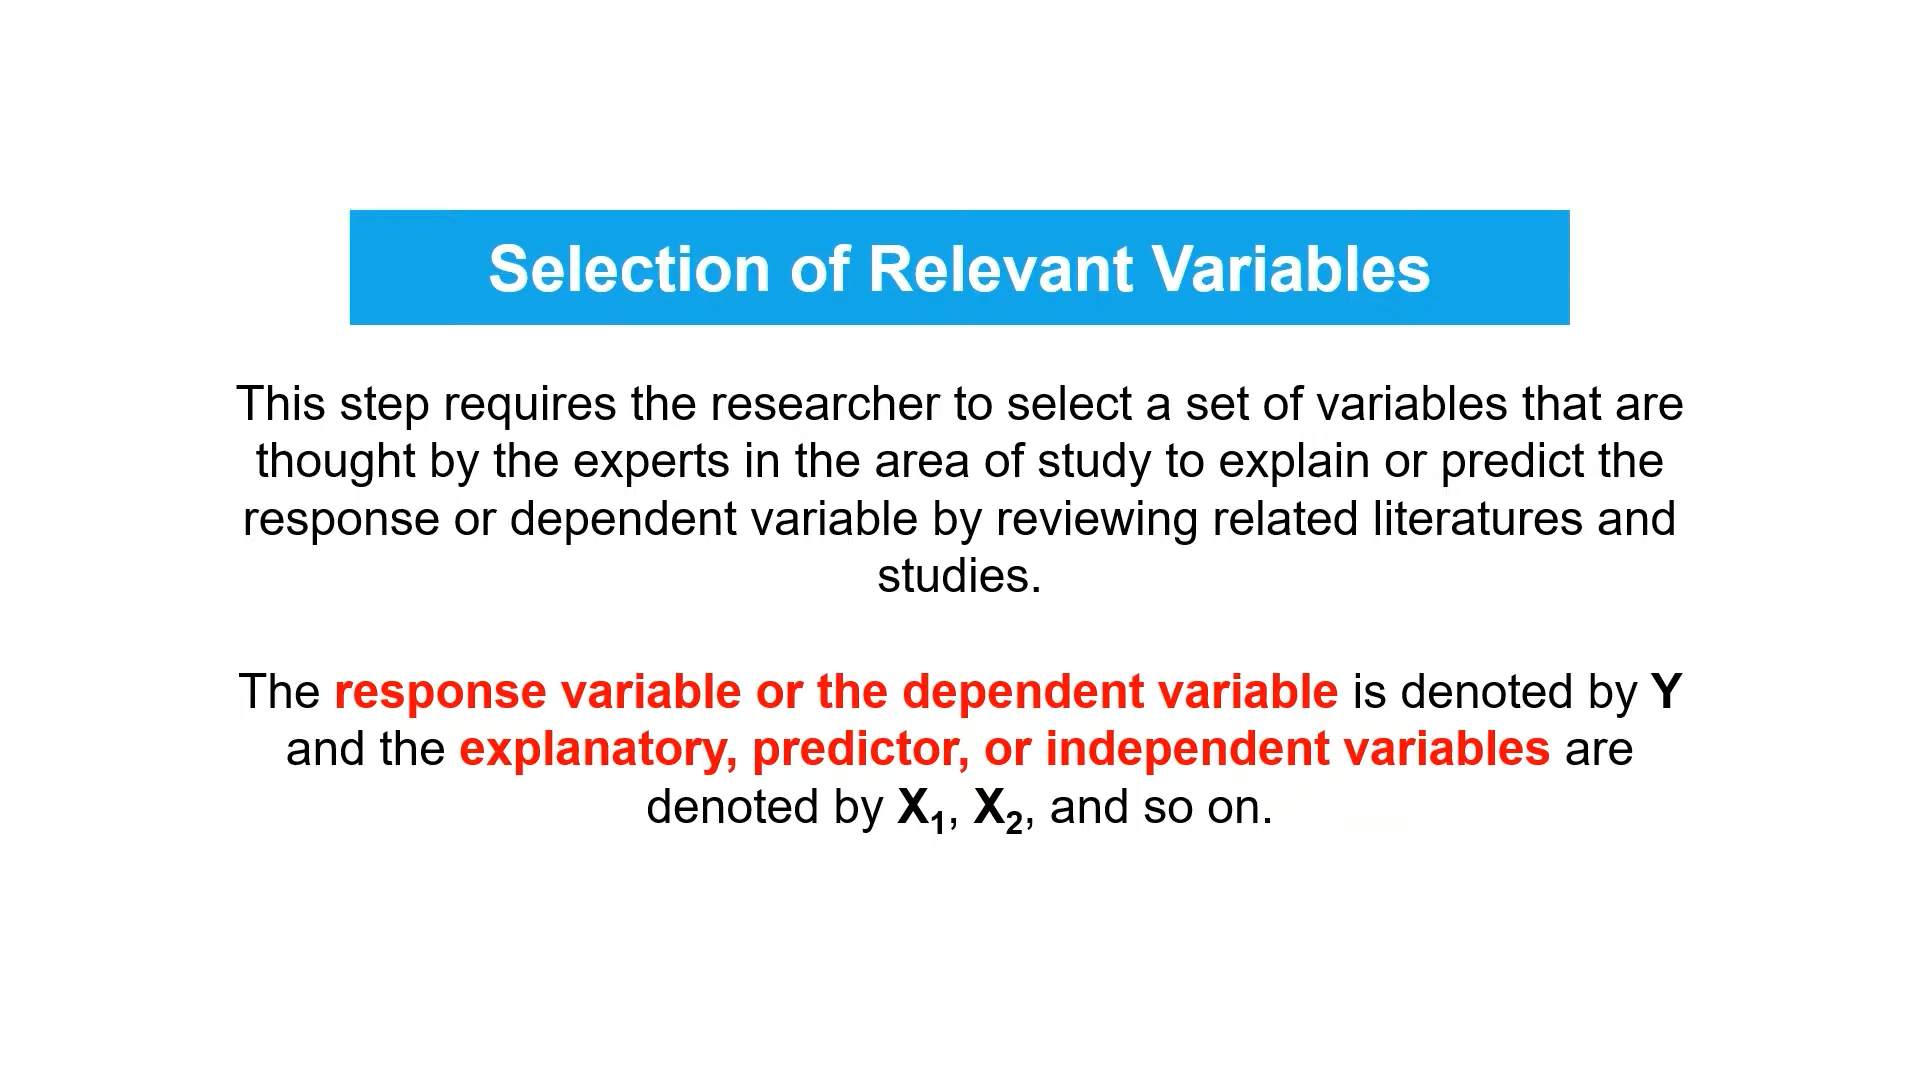 Selection of Relevant Variables
This step requires the researcher to select a set of variables that are
thought by the experts in the area of study to explain or predict the
response or dependent variable by reviewing related literatures and
studies.
The response variable or the dependent variable is denoted by Y
and the explanatory, predictor, or independent variables are
denoted by X₁, X₂, and so on.